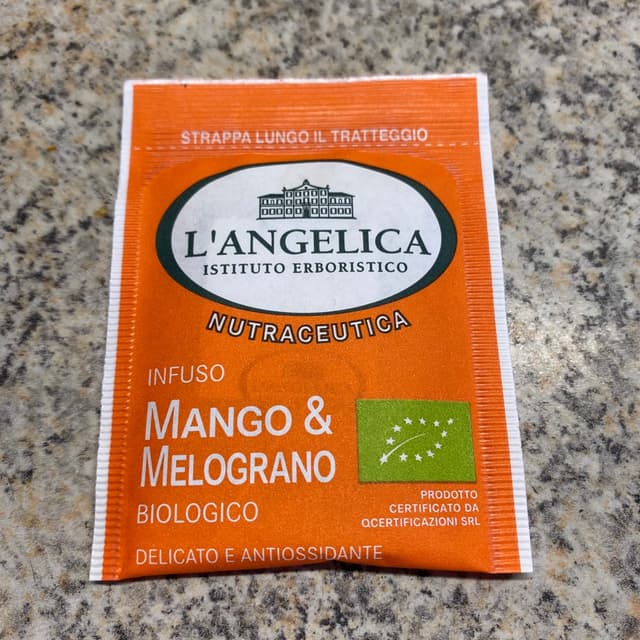 STRAPPA LUNGO IL TRATTEGGIO
L'ANGELICA
ISTITUTO ERBORISTICO
NUTRACEUTICA
INFUSO
MANGO &
MELOGRANO
BIOLOGICO
PRODOTTO
CERTIFICATO DA
QCERTIFICAZIONI SRL
DELICATO E ANTIOSSIDANTE